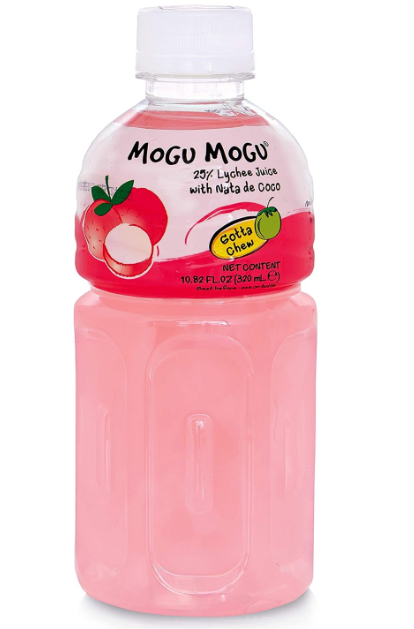 MOGU MOGU®
25% Lychee Juice
with Nata de Coco
Gotta
Chew
NET CONTENT
10.82 FL.OZ (320 mL℮)